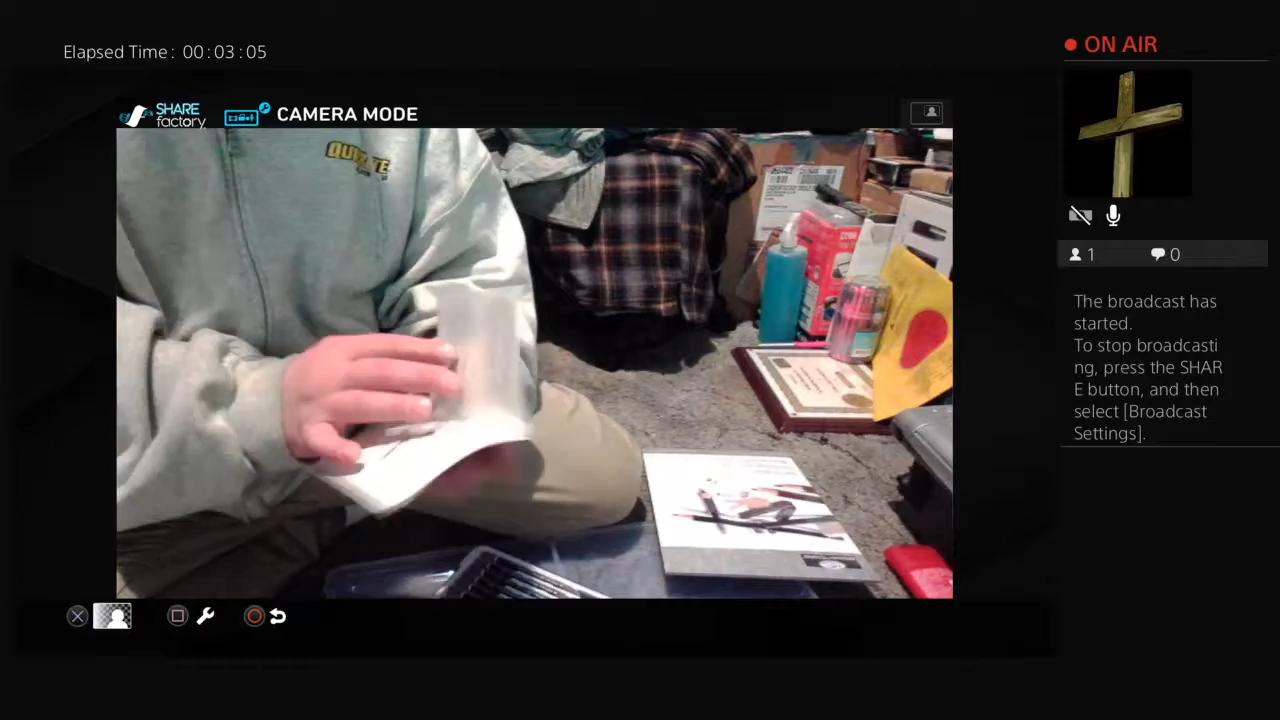 Elapsed Time: 00:03:05
ON AIR
SHARE
factory
CAMERA MODE
1
0
The broadcast has
started.
To stop broadcasti
ng, press the SHAR
E button, and then
select [Broadcast
Settings].